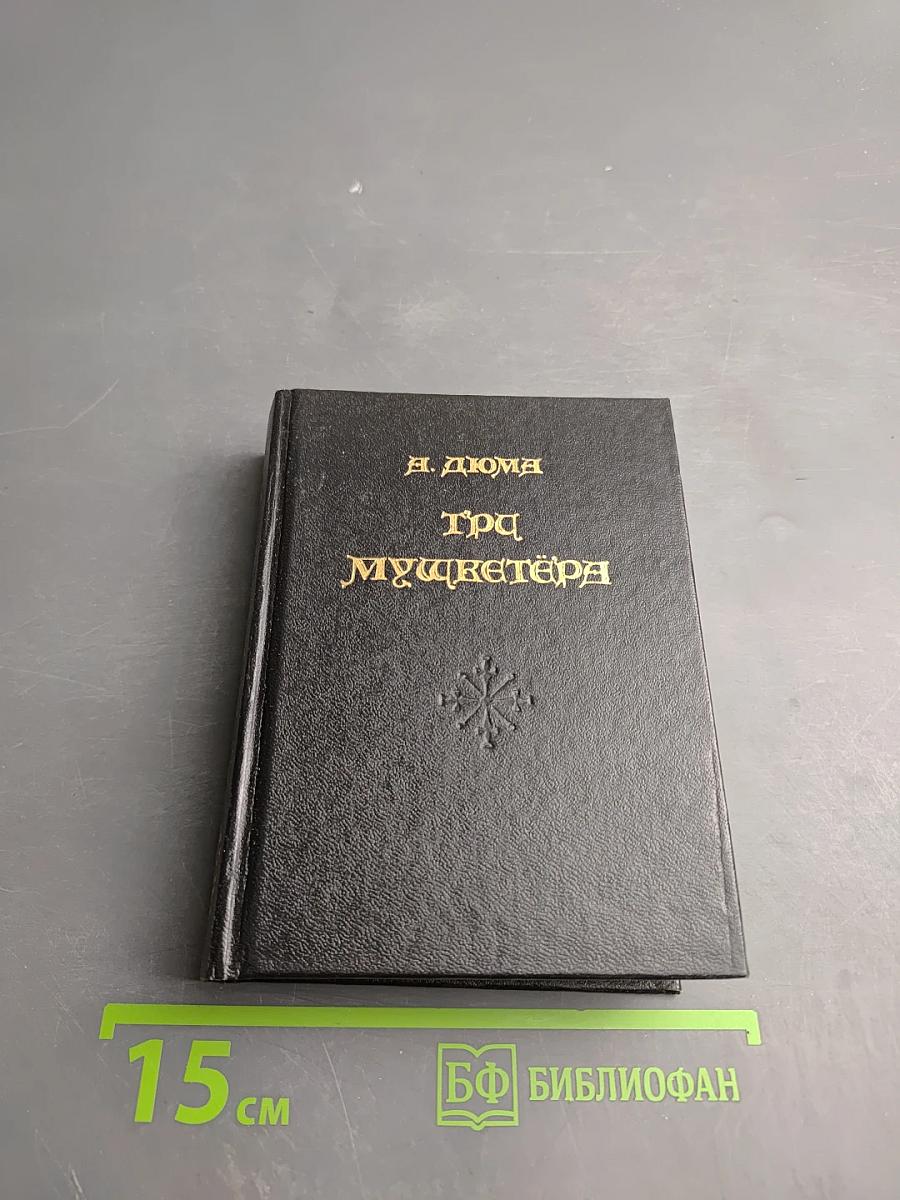 А. ДЮМА
ТРИ
МУШКЕТЁРА
15 см
БФ БИБЛИОФАН